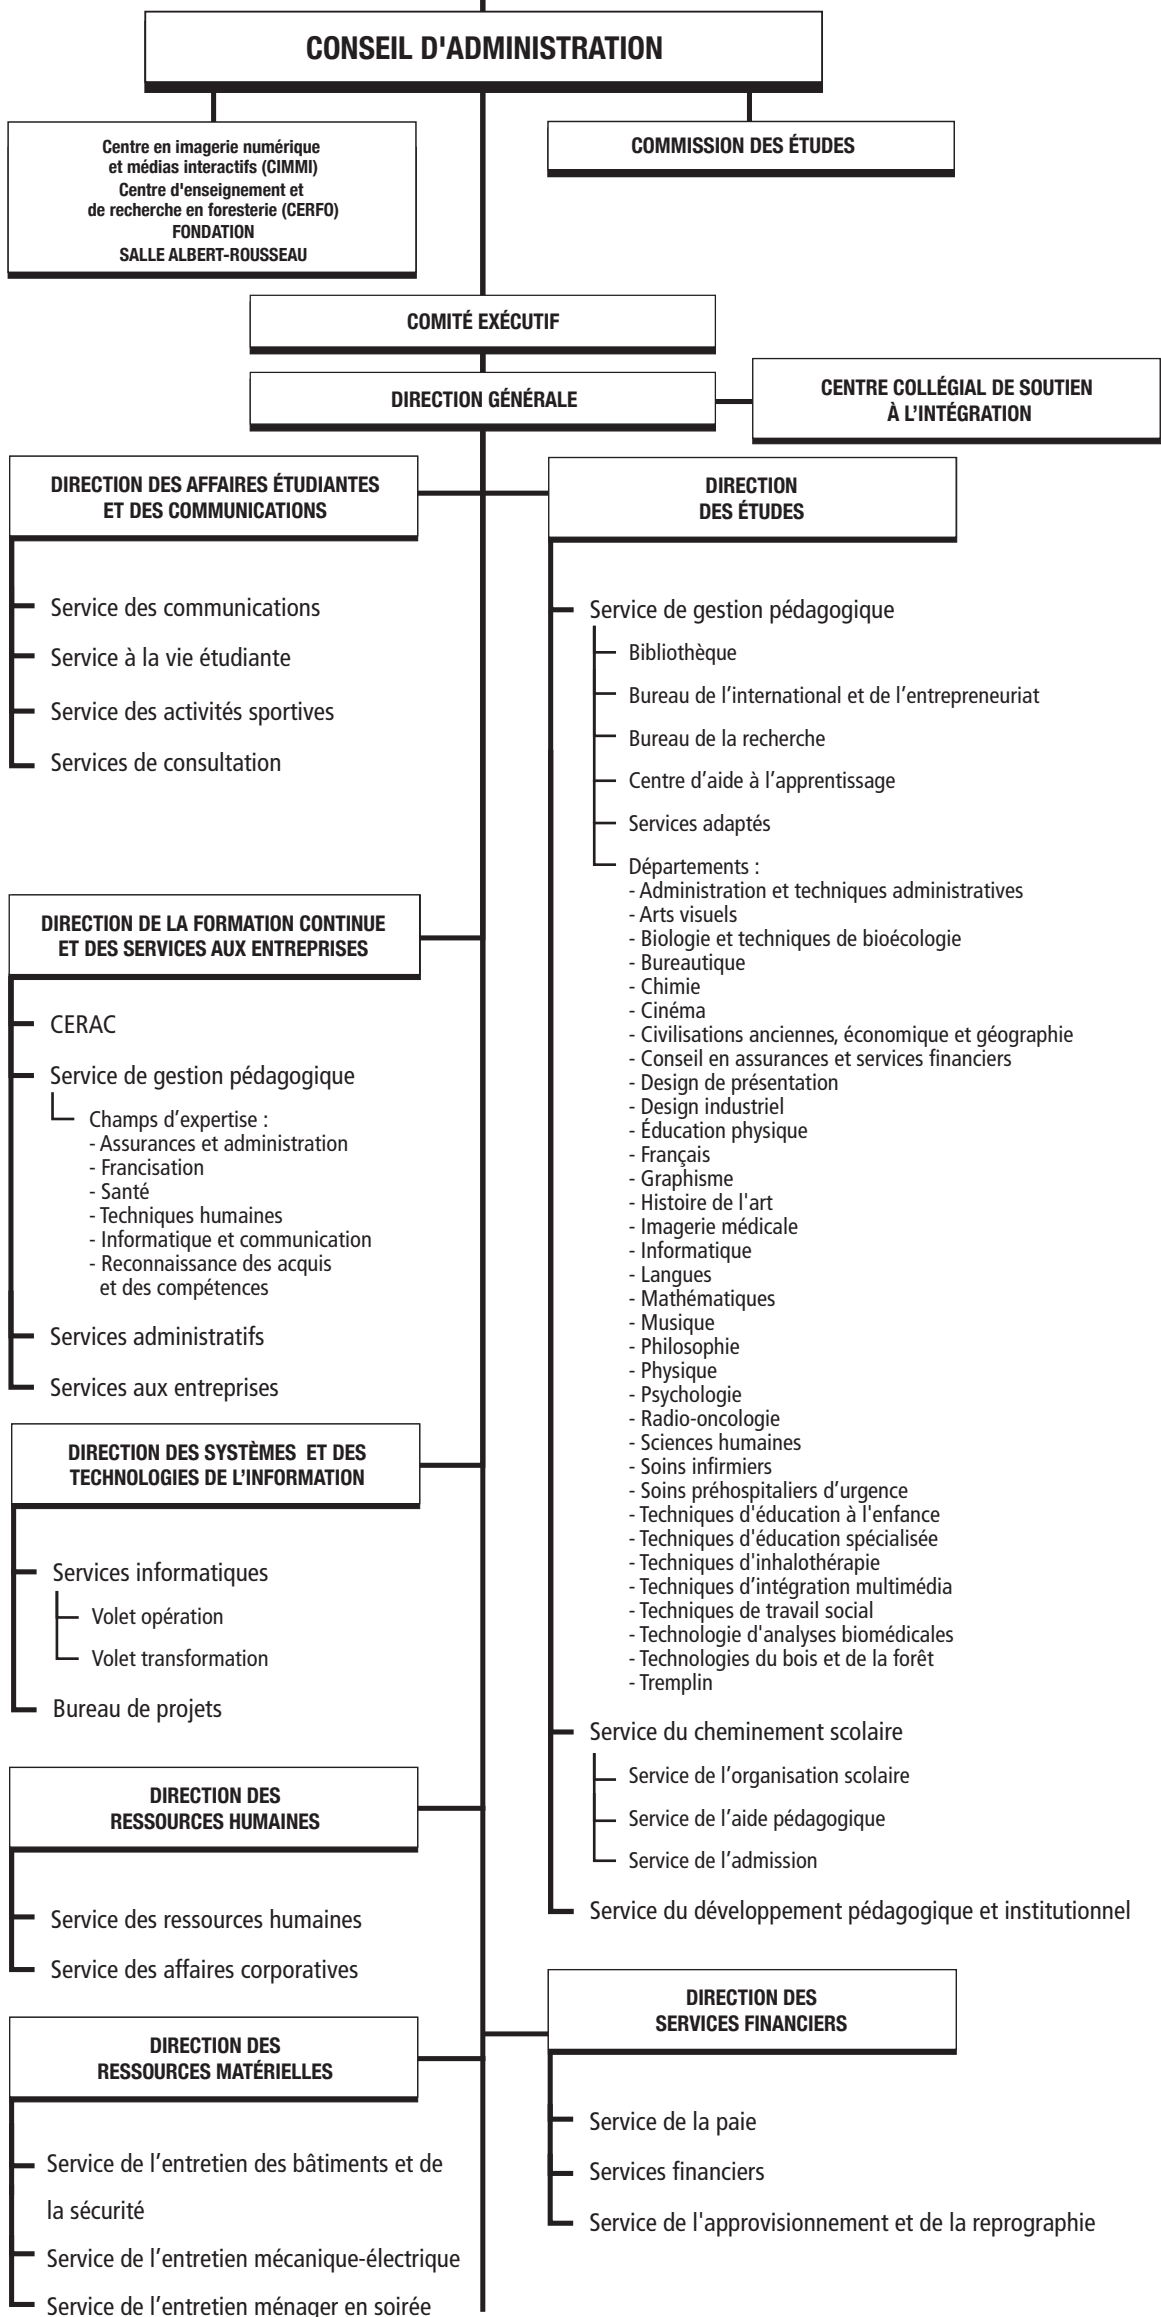 CONSEIL D'ADMINISTRATION
Centre en imagerie numérique
et médias interactifs (CIMMI)
Centre d'enseignement et
de recherche en foresterie (CERFO)
FONDATION
SALLE ALBERT-ROUSSEAU
COMMISSION DES ÉTUDES
COMITÉ EXÉCUTIF
DIRECTION GÉNÉRALE
CENTRE COLLÉGIAL DE SOUTIEN
À L’INTÉGRATION
DIRECTION DES AFFAIRES ÉTUDIANTES
ET DES COMMUNICATIONS
Service des communications
Service à la vie étudiante
Service des activités sportives
Services de consultation
DIRECTION DE LA FORMATION CONTINUE
ET DES SERVICES AUX ENTREPRISES
CERAC
Service de gestion pédagogique
Champs d’expertise :
- Assurances et administration
- Francisation
- Santé
- Techniques humaines
- Informatique et communication
- Reconnaissance des acquis
et des compétences
Services administratifs
Services aux entreprises
DIRECTION DES SYSTÈMES ET DES
TECHNOLOGIES DE L’INFORMATION
Services informatiques
Volet opération
Volet transformation
Bureau de projets
DIRECTION DES
RESSOURCES HUMAINES
Service des ressources humaines
Service des affaires corporatives
DIRECTION DES
RESSOURCES MATÉRIELLES
Service de l’entretien des bâtiments et de
la sécurité
Service de l’entretien mécanique-électrique
Service de l’entretien ménager en soirée
DIRECTION
DES ÉTUDES
Service de gestion pédagogique
Bibliothèque
Bureau de l’international et de l’entrepreneuriat
Bureau de la recherche
Centre d’aide à l’apprentissage
Services adaptés
Départements :
- Administration et techniques administratives
- Arts visuels
- Biologie et techniques de bioécologie
- Bureautique
- Chimie
- Cinéma
- Civilisations anciennes, économique et géographie
- Conseil en assurances et services financiers
- Design de présentation
- Design industriel
- Éducation physique
- Français
- Graphisme
- Histoire de l'art
- Imagerie médicale
- Informatique
- Langues
- Mathématiques
- Musique
- Philosophie
- Physique
- Psychologie
- Radio-oncologie
- Sciences humaines
- Soins infirmiers
- Soins préhospitaliers d’urgence
- Techniques d'éducation à l'enfance
- Techniques d'éducation spécialisée
- Techniques d'inhalothérapie
- Techniques d’intégration multimédia
- Techniques de travail social
- Technologie d'analyses biomédicales
- Technologies du bois et de la forêt
- Tremplin
Service du cheminement scolaire
Service de l’organisation scolaire
Service de l’aide pédagogique
Service de l’admission
Service du développement pédagogique et institutionnel
DIRECTION DES
SERVICES FINANCIERS
Service de la paie
Services financiers
Service de l'approvisionnement et de la reprographie